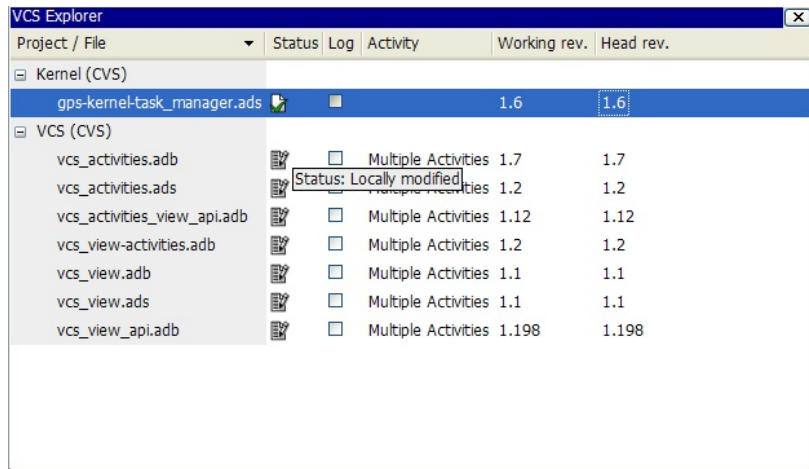 VCS Explorer
Project / File Status Log Activity Working rev. Head rev.
Kernel (CVS)
gps-kernel-task_manager.ads 1.6 1.6
VCS (CVS)
vcs_activities.adb Multiple Activities 1.7 1.7
Status: Locally modified
vcs_activities.ads Activities 1.2 1.2
vcs_activities_view_api.adb Multiple Activities 1.12 1.12
vcs_view-activities.adb Multiple Activities 1.2 1.2
vcs_view.adb Multiple Activities 1.1 1.1
vcs_view.ads Multiple Activities 1.1 1.1
vcs_view_api.adb Multiple Activities 1.198 1.198